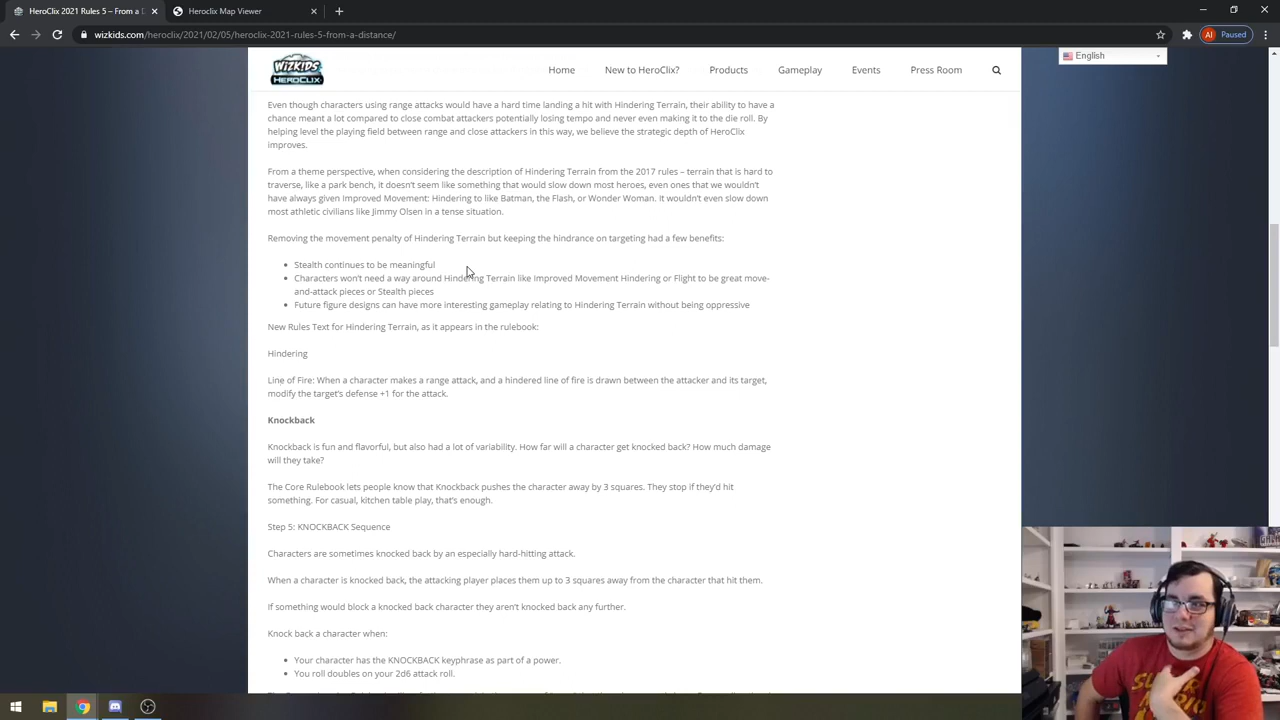 HeroClix 2021 Rules 5: From a D
HeroClix Map
wizkids.com/heroclix/2021/02/05/heroclix-2021-rules-5-from-a-distance/
Paused
WIZKIDS
HEROCLIX
Home
New to HeroClix?
Products
Gameplay
Events
Press Room
English
Even though characters using range attacks would have a hard time landing a hit with Hindering Terrain, their ability to have a
chance meant a lot compared to close combat attackers potentially losing tempo and never even making it to the die roll. By
helping level the playing field between range and close attackers in this way, we believe the strategic depth of HeroClix
improves.
From a theme perspective, when considering the description of Hindering Terrain from the 2017 rules – terrain that is hard to
traverse, like a park bench, it doesn't seem like something that would slow down most heroes, even ones that we wouldn't
have always given Improved Movement: Hindering to like Batman, the Flash, or Wonder Woman. It wouldn't even slow down
most athletic civilians like Jimmy Olsen in a tense situation.
Removing the movement penalty of Hindering Terrain but keeping the hindrance on targeting had a few benefits:
Stealth continues to be meaningful
Characters won't need a way around Hindering Terrain like Improved Movement Hindering or Flight to be great move-
and-attack pieces or Stealth pieces
Future figure designs can have more interesting gameplay relating to Hindering Terrain without being oppressive
New Rules Text for Hindering Terrain, as it appears in the rulebook:
Hindering
Line of Fire: When a character makes a range attack, and a hindered line of fire is drawn between the attacker and its target,
modify the target's defense +1 for the attack.
Knockback
Knockback is fun and flavorful, but also had a lot of variability. How far will a character get knocked back? How much damage
will they take?
The Core Rulebook lets people know that Knockback pushes the character away by 3 squares. They stop if they'd hit
something. For casual, kitchen table play, that's enough.
Step 5: KNOCKBACK Sequence
Characters are sometimes knocked back by an especially hard-hitting attack.
When a character is knocked back, the attacking player places them up to 3 squares away from the character that hit them.
If something would block a knocked back character they aren't knocked back any further.
Knock back a character when:
Your character has the KNOCKBACK keyphrase as part of a power.
You roll doubles on your 2d6 attack roll.